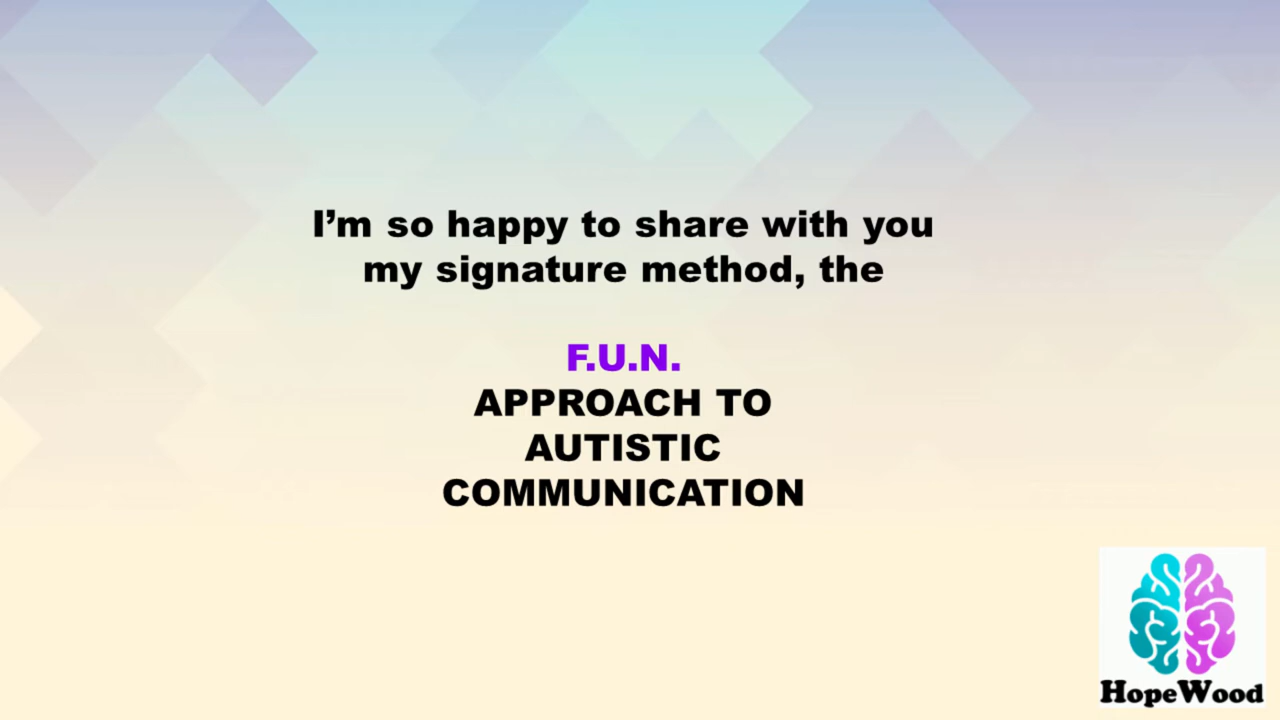 I’m so happy to share with you
my signature method, the
F.U.N.
APPROACH TO
AUTISTIC
COMMUNICATION
HopeWood